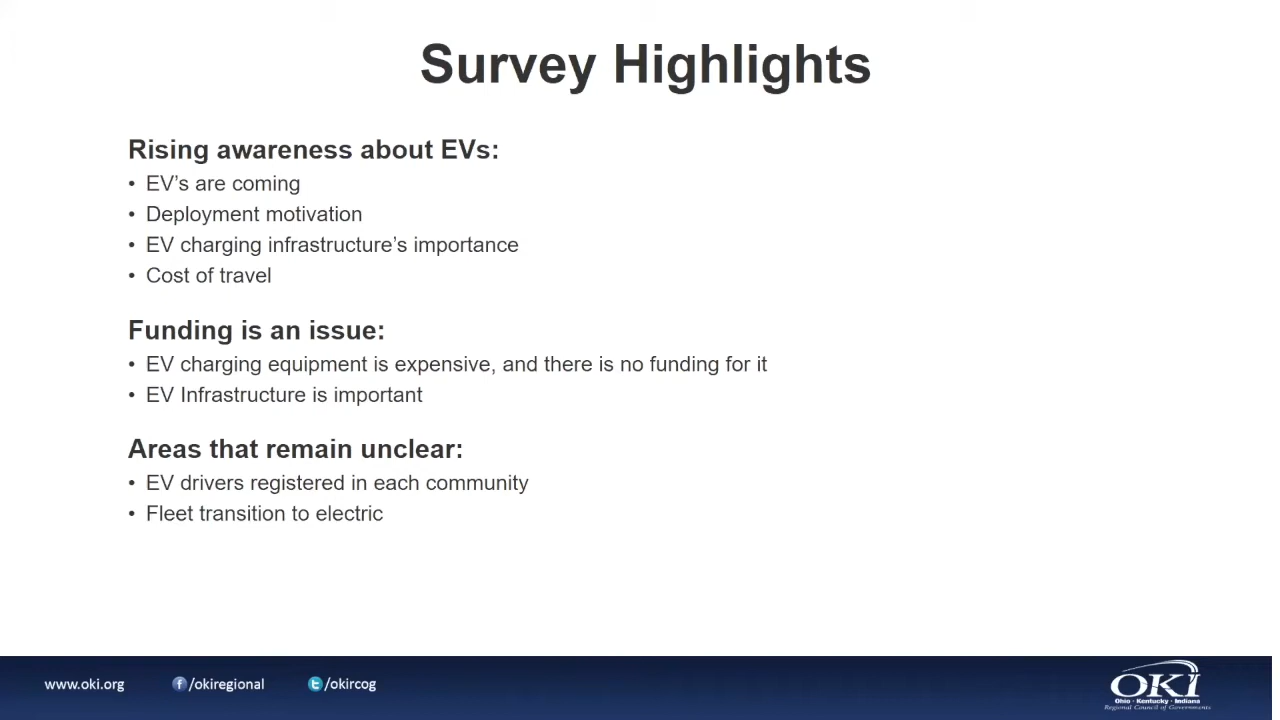 Survey Highlights
Rising awareness about EVs:
• EV’s are coming
• Deployment motivation
• EV charging infrastructure’s importance
• Cost of travel
Funding is an issue:
• EV charging equipment is expensive, and there is no funding for it
• EV Infrastructure is important
Areas that remain unclear:
• EV drivers registered in each community
• Fleet transition to electric
www.oki.org /okiregional /okircog
OKI
Ohio · Kentucky · Indiana
Regional Council of Governments